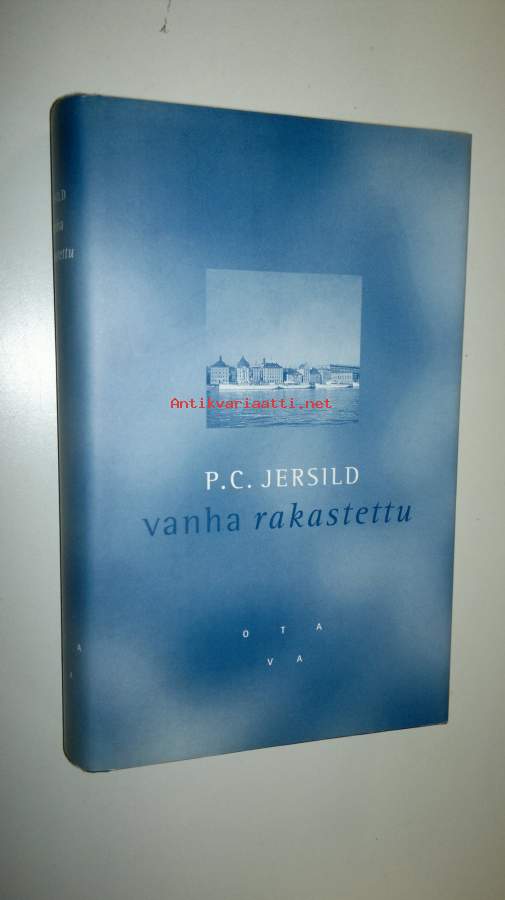 Antikvariaatti.net
P.C. JERSILD
vanha rakastettu
O T A
V A